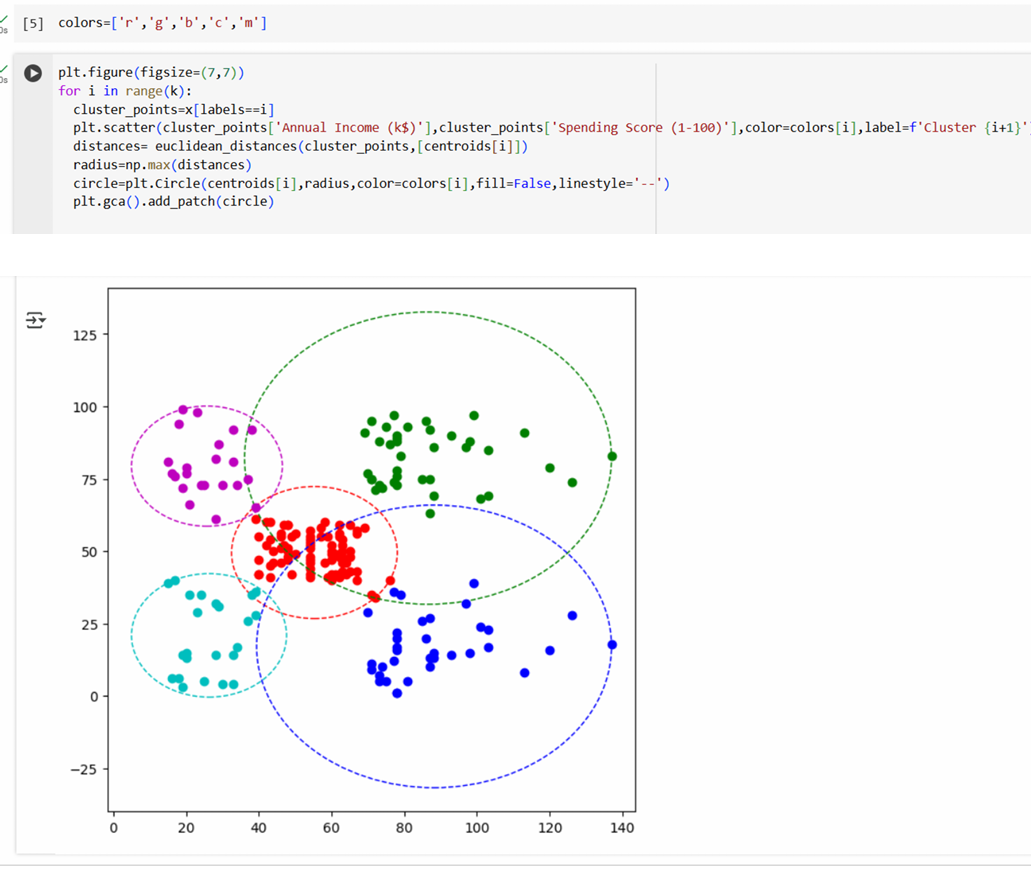 [5] colors=['r','g','b','c','m']
0s
plt.figure(figsize=(7,7))
0s
for i in range(k):
cluster_points=x[labels==i]
plt.scatter(cluster_points['Annual Income (k$)'],cluster_points['Spending Score (1-100)'],color=colors[i],label=f'Cluster {i+1}'
distances= euclidean_distances(cluster_points,[centroids[i]])
radius=np.max(distances)
circle=plt.Circle(centroids[i],radius,color=colors[i],fill=False,linestyle='--')
plt.gca().add_patch(circle)
125
100
75
50
25
0
−25
0 20 40 60 80 100 120 140